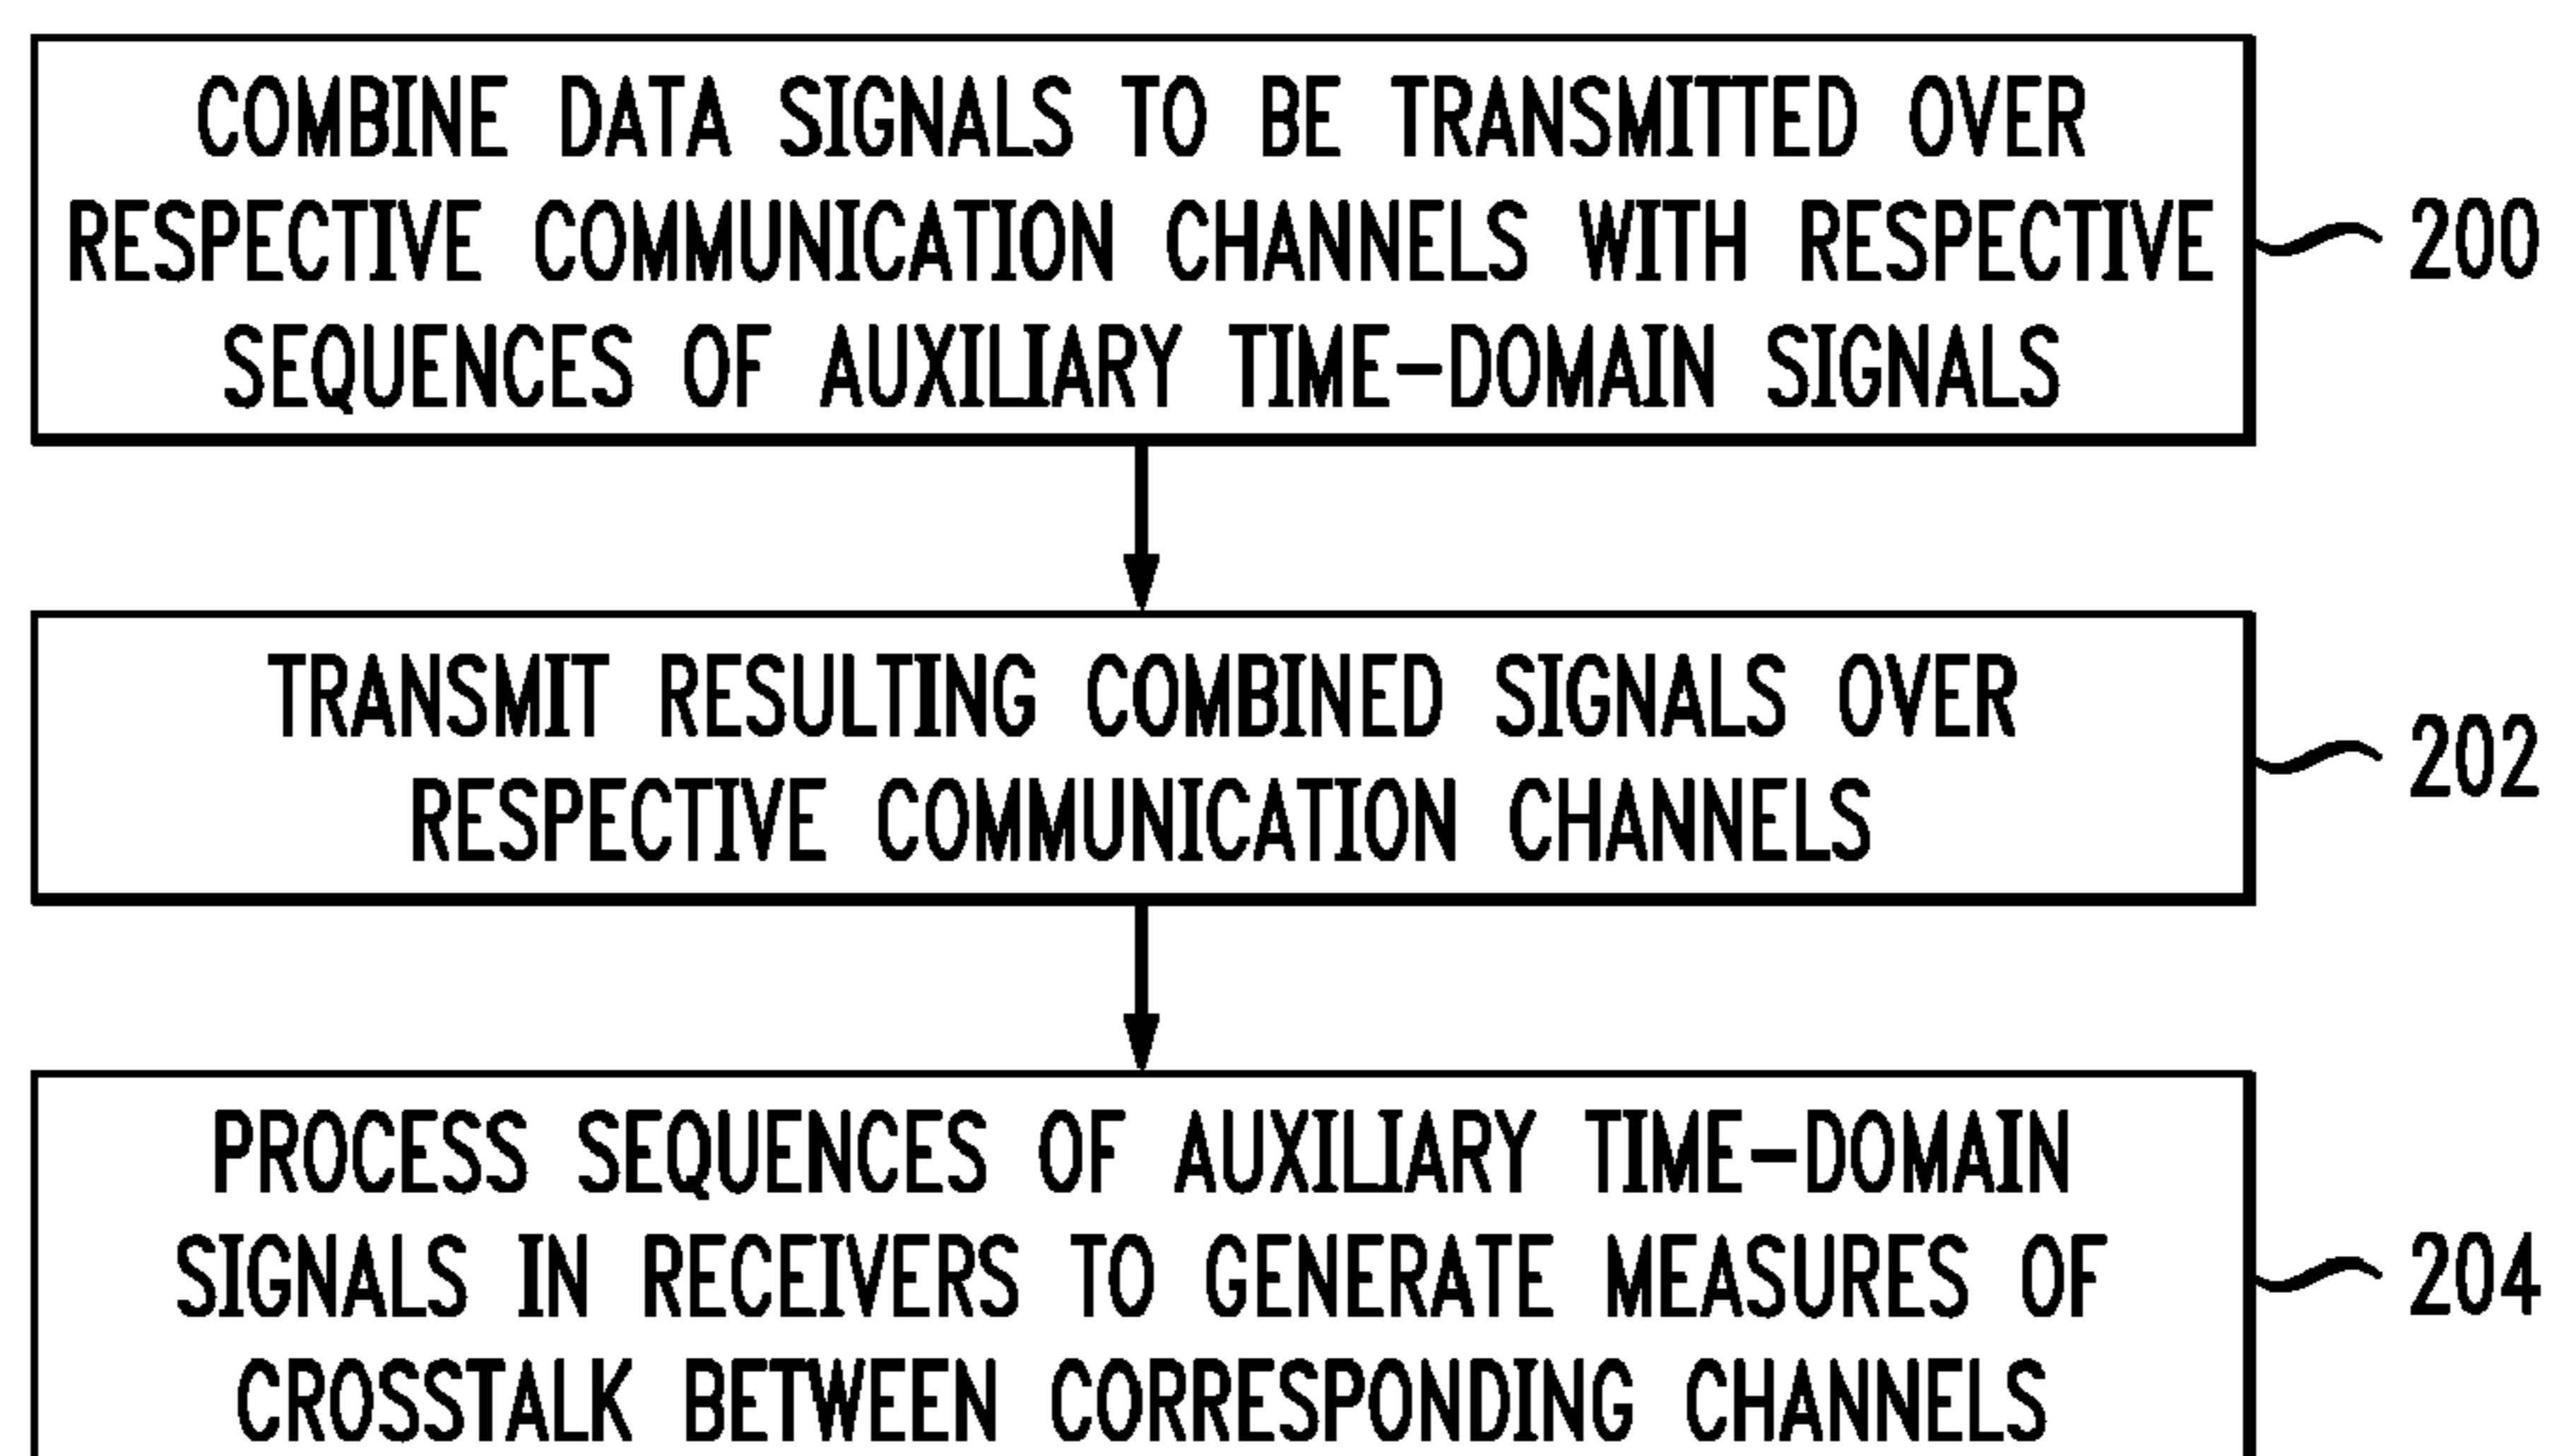 COMBINE DATA SIGNALS TO BE TRANSMITTED OVER
RESPECTIVE COMMUNICATION CHANNELS WITH RESPECTIVE
SEQUENCES OF AUXILIARY TIME-DOMAIN SIGNALS
200
TRANSMIT RESULTING COMBINED SIGNALS OVER
RESPECTIVE COMMUNICATION CHANNELS
202
PROCESS SEQUENCES OF AUXILIARY TIME-DOMAIN
SIGNALS IN RECEIVERS TO GENERATE MEASURES OF
CROSSTALK BETWEEN CORRESPONDING CHANNELS
204